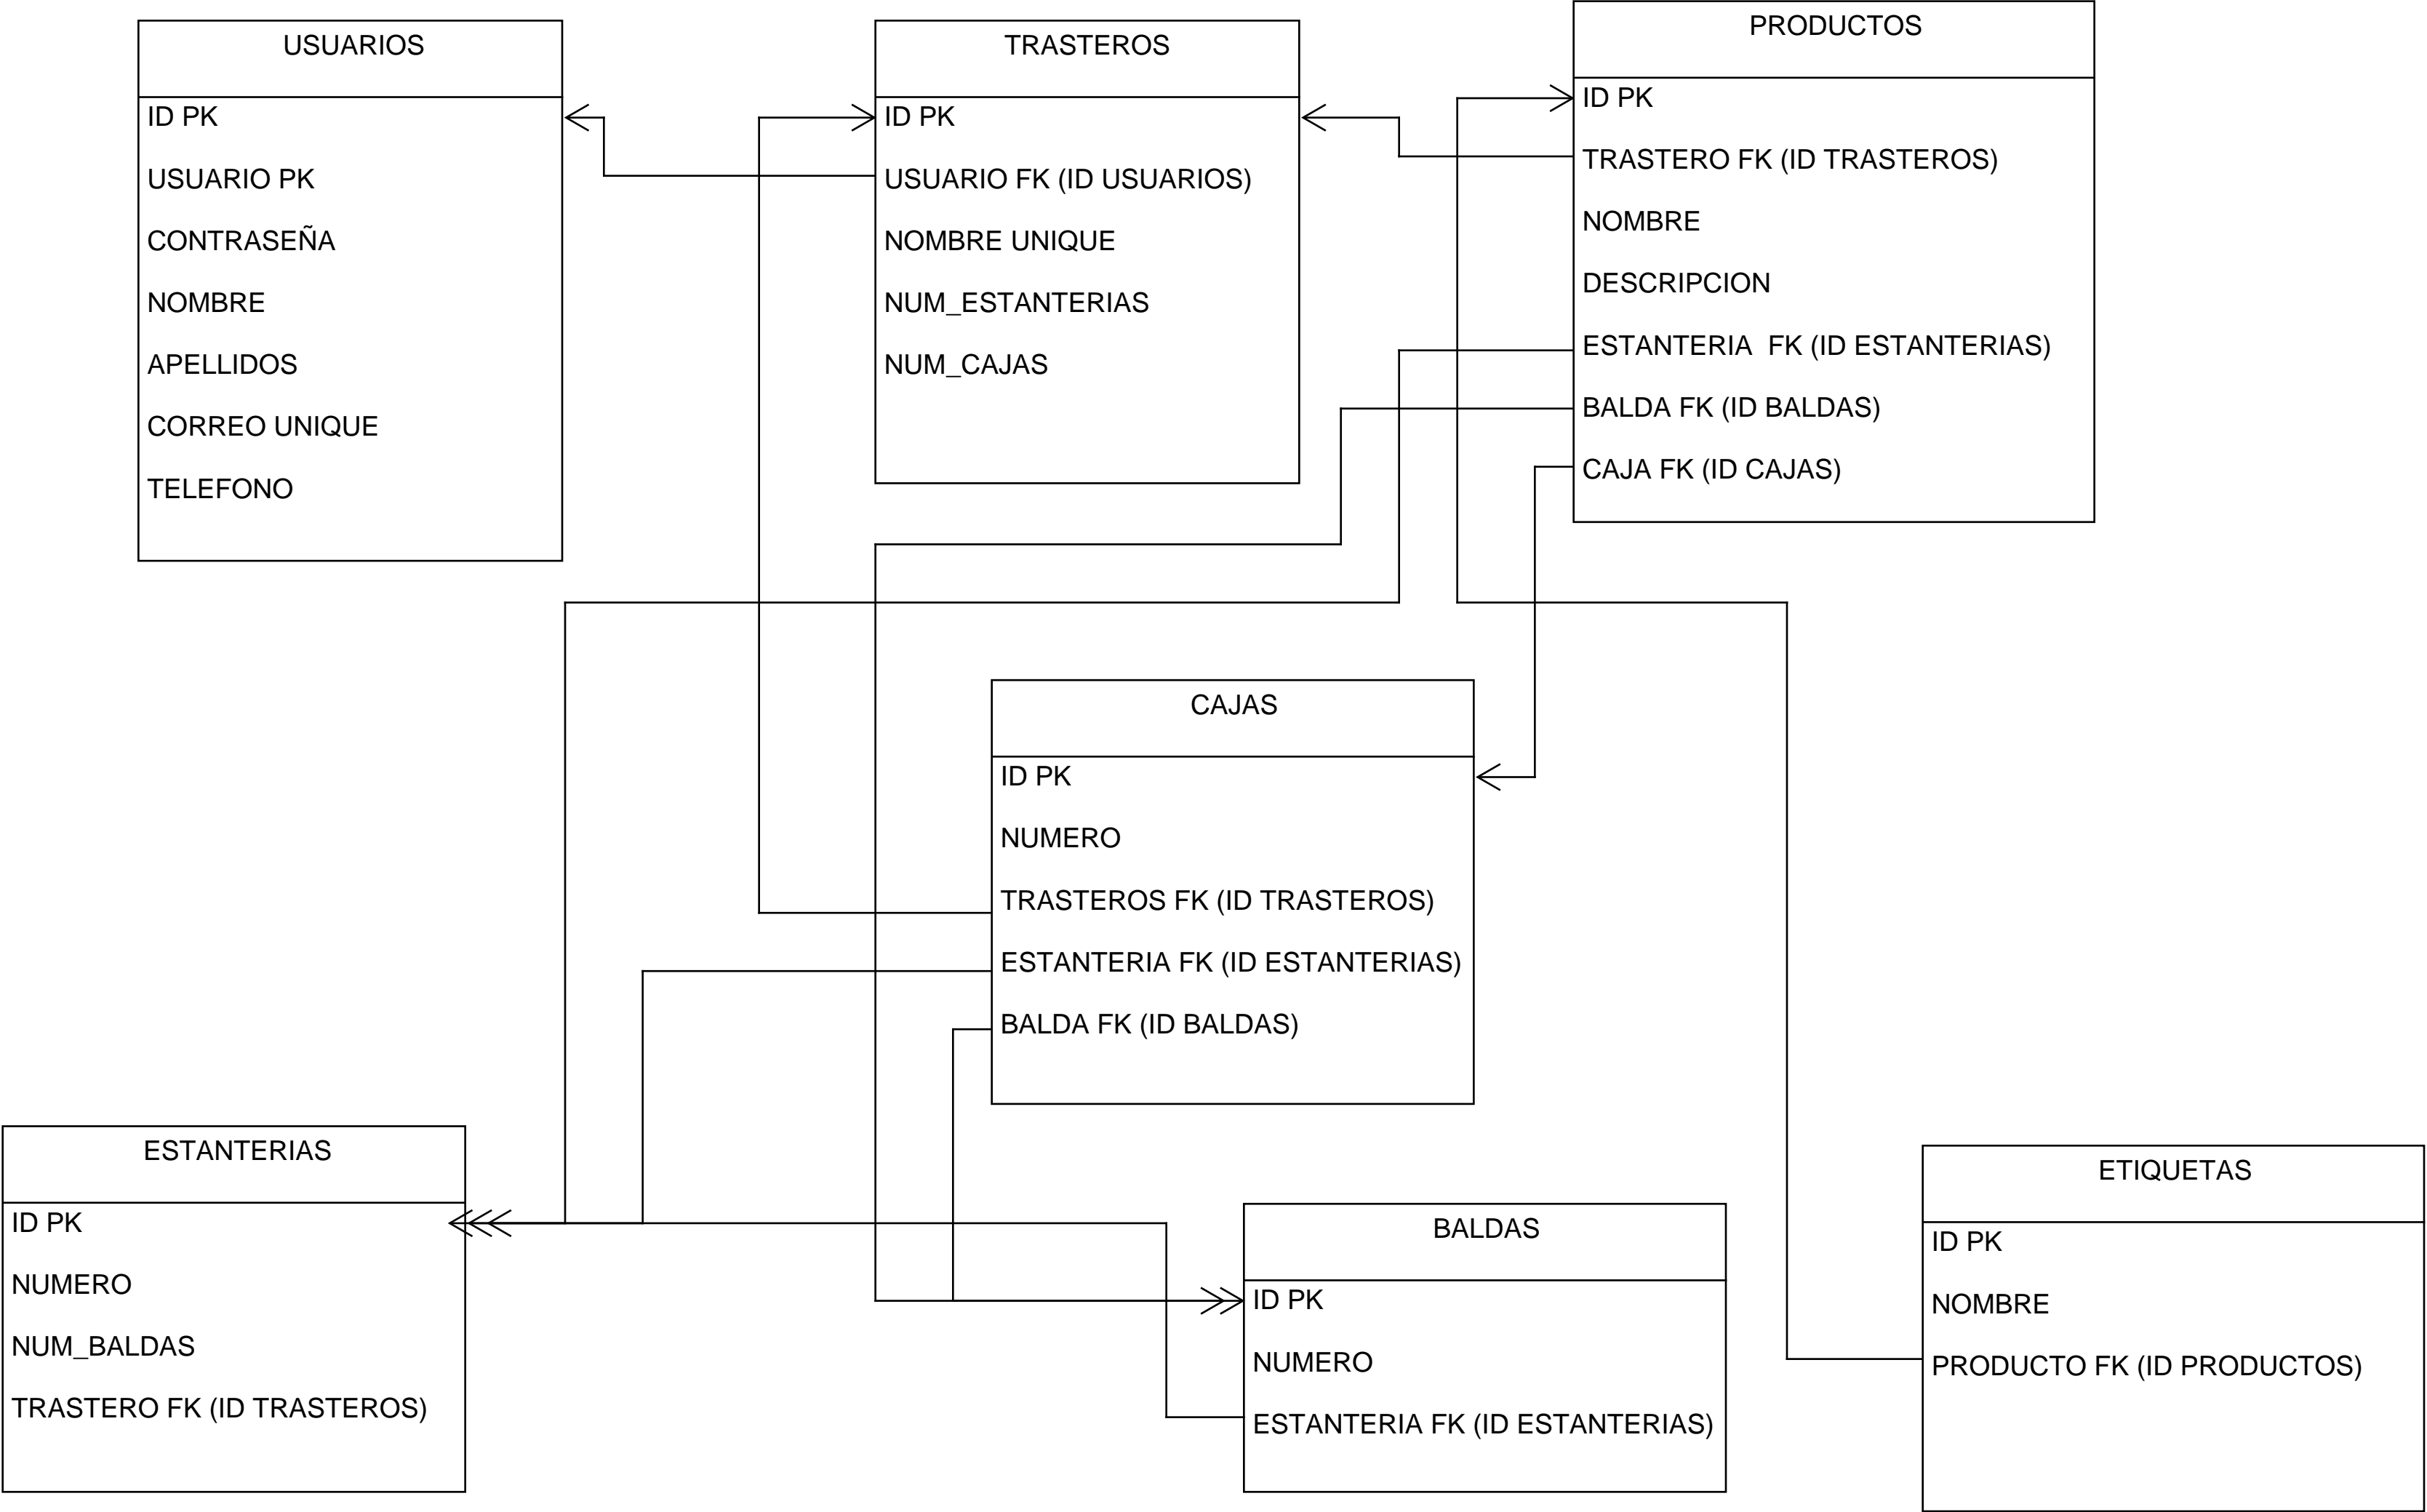 USUARIOS
ID PK
USUARIO PK
CONTRASEÑA
NOMBRE
APELLIDOS
CORREO UNIQUE
TELEFONO
TRASTEROS
ID PK
USUARIO FK (ID USUARIOS)
NOMBRE UNIQUE
NUM_ESTANTERIAS
NUM_CAJAS
PRODUCTOS
ID PK
TRASTERO FK (ID TRASTEROS)
NOMBRE
DESCRIPCION
ESTANTERIA  FK (ID ESTANTERIAS)
BALDA FK (ID BALDAS)
CAJA FK (ID CAJAS)
CAJAS
ID PK
NUMERO
TRASTEROS FK (ID TRASTEROS)
ESTANTERIA FK (ID ESTANTERIAS)
BALDA FK (ID BALDAS)
ESTANTERIAS
ID PK
NUMERO
NUM_BALDAS
TRASTERO FK (ID TRASTEROS)
BALDAS
ID PK
NUMERO
ESTANTERIA FK (ID ESTANTERIAS)
ETIQUETAS
ID PK
NOMBRE
PRODUCTO FK (ID PRODUCTOS)